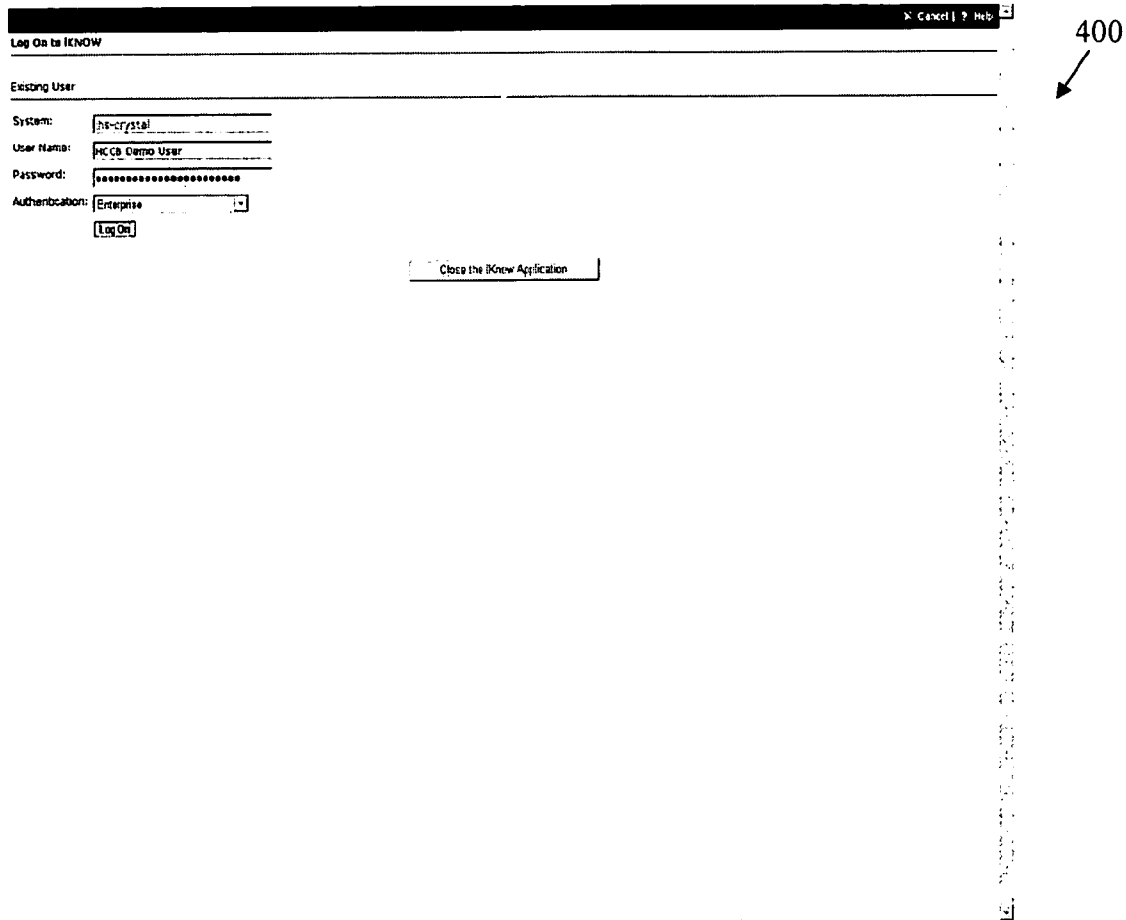 × Cancel | ? Help
400
Log On to iKNOW
Existing User
System: hs-crystal
User Name: HCCB Demo User
Password: ••••••••••••••••••••••••
Authentication: Enterprise
Log On
Close the iKnow Application